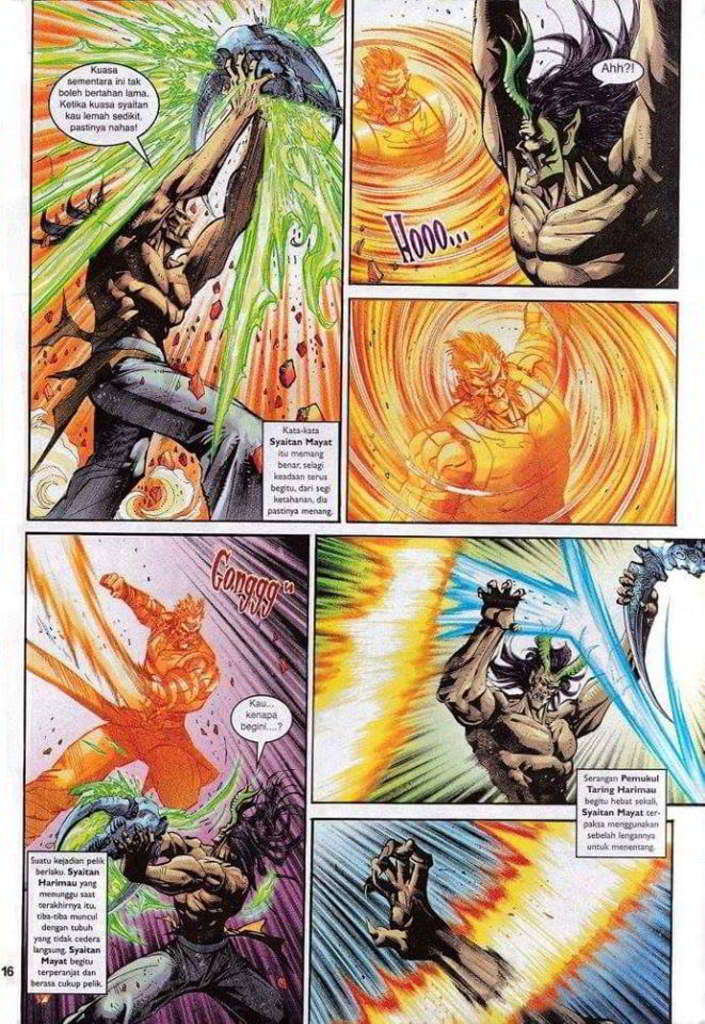 Kuasa
sementara ini tak
boleh bertahan lama.
Ketika kuasa syaitan
kau lemah sedikit,
pastinya nahas!
Kata-kata
Syaitan Mayat
itu memang
benar, selagi
keadaan terus
begitu, dari segi
ketahanan, dia
pastinya menang.
Ahh?!
Hooo...
Gonggg
Kau...
kenapa
begini....?
Suatu kejadian pelik
berlaku. Syaitan
Harimau yang
menunggu saat
terakhirnya itu,
tiba-tiba muncul
dengan tubuh
yang tidak cedera
langsung, Syaitan
Mayat begitu
terperanjat dan
berasa cukup pelik.
Serangan Pemukul
Taring Harimau
begitu hebat sekali,
Syaitan Mayat ter-
paksa menggunakan
sebelah lengannya
untuk menentang.
16